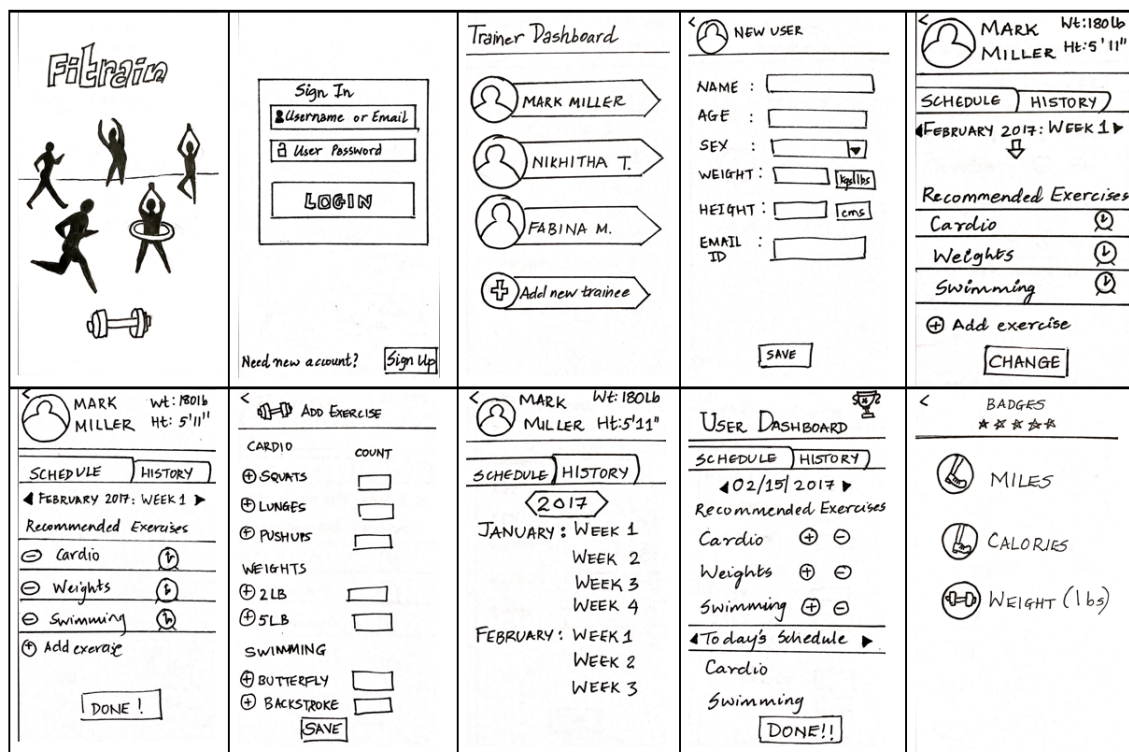 Fitrain
Sign In
Username or Email
User Password
LOGIN
Need new account? Sign Up
Trainer Dashboard
MARK MILLER
NIKHITHA T.
FABINA M.
Add new trainee
< NEW USER
NAME :
AGE :
SEX :
WEIGHT : kgs/lbs
HEIGHT : cms
EMAIL :
ID
SAVE
< MARK Wt:180lb
MILLER Ht:5'11"
SCHEDULE HISTORY
FEBRUARY 2017: WEEK 1
Recommended Exercises
Cardio
Weights
Swimming
Add exercise
CHANGE
< MARK Wt:180lb
MILLER Ht: 5'11"
SCHEDULE HISTORY
FEBRUARY 2017: WEEK 1
Recommended Exercises
Cardio
Weights
Swimming
Add exercise
DONE !
< ADD EXERCISE
CARDIO COUNT
SQUATS
LUNGES
PUSHUPS
WEIGHTS
2LB
5LB
SWIMMING
BUTTERFLY
BACKSTROKE
SAVE
< MARK Wt:180Lb
MILLER Ht:5'11"
SCHEDULE HISTORY
2017
JANUARY : WEEK 1
WEEK 2
WEEK 3
WEEK 4
FEBRUARY : WEEK 1
WEEK 2
WEEK 3
USER DASHBOARD
SCHEDULE HISTORY
02/15/2017
Recommended Exercises
Cardio
Weights
Swimming
Today's Schedule
Cardio
Swimming
DONE!!
< BADGES
MILES
CALORIES
WEIGHT (lbs)